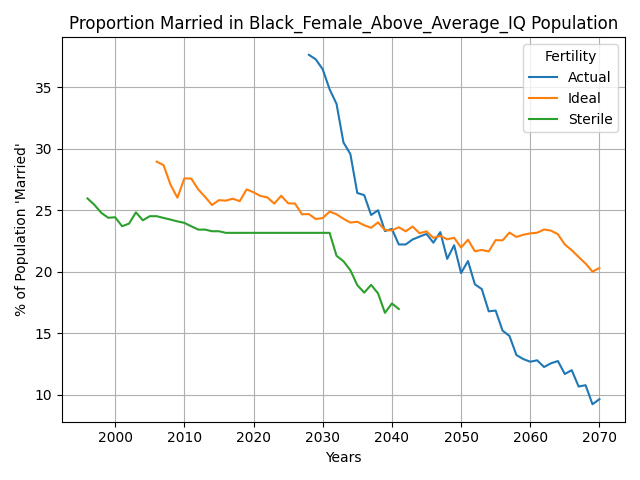 Proportion Married in Black_Female_Above_Average_IQ Population
% of Population 'Married'
35
30
25
20
15
10
Fertility
Actual
Ideal
Sterile
2000 2010 2020 2030 2040 2050 2060 2070
Years